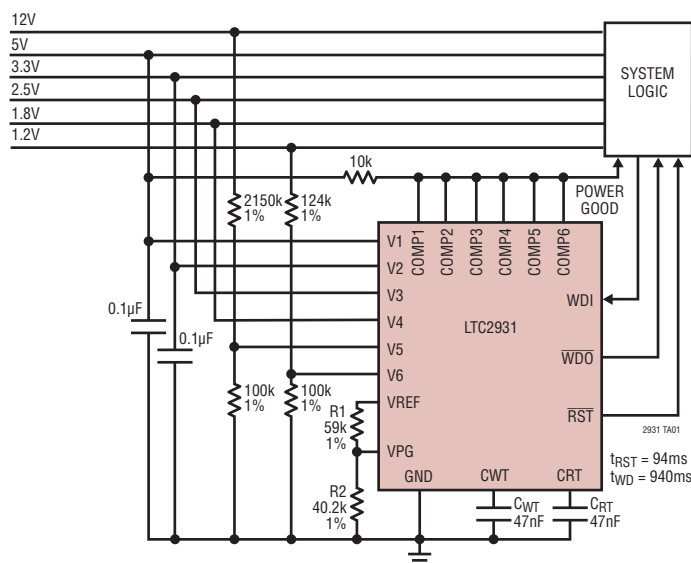 12V
5V
3.3V
2.5V
1.8V
1.2V
SYSTEM
LOGIC
10k
POWER
GOOD
2150k
1%
124k
1%
COMP1
COMP2
COMP3
COMP4
COMP5
COMP6
V1
V2
V3
V4
V5
V6
VREF
VPG
WDI
LTC2931
WDO
RST
0.1µF
0.1µF
100k
1%
100k
1%
R1
59k
1%
R2
40.2k
1%
GND
CWT
CRT
2931 TA01
tRST = 94ms
tWD = 940ms
CWT
47nF
CRT
47nF